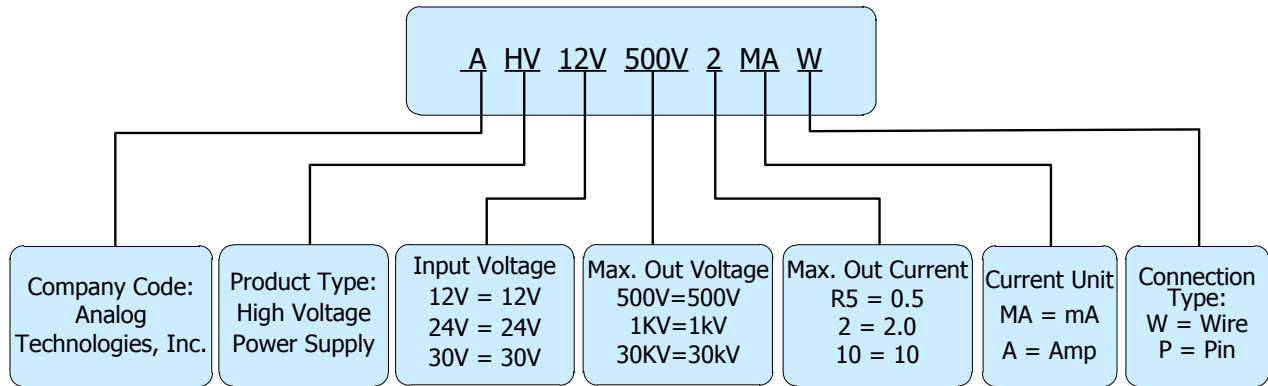 A HV 12V 500V 2 MA W
Company Code:
Analog
Technologies, Inc.
Product Type:
High Voltage
Power Supply
Input Voltage
12V = 12V
24V = 24V
30V = 30V
Max. Out Voltage
500V=500V
1KV=1kV
30KV=30kV
Max. Out Current
R5 = 0.5
2 = 2.0
10 = 10
Current Unit
MA = mA
A = Amp
Connection
Type:
W = Wire
P = Pin